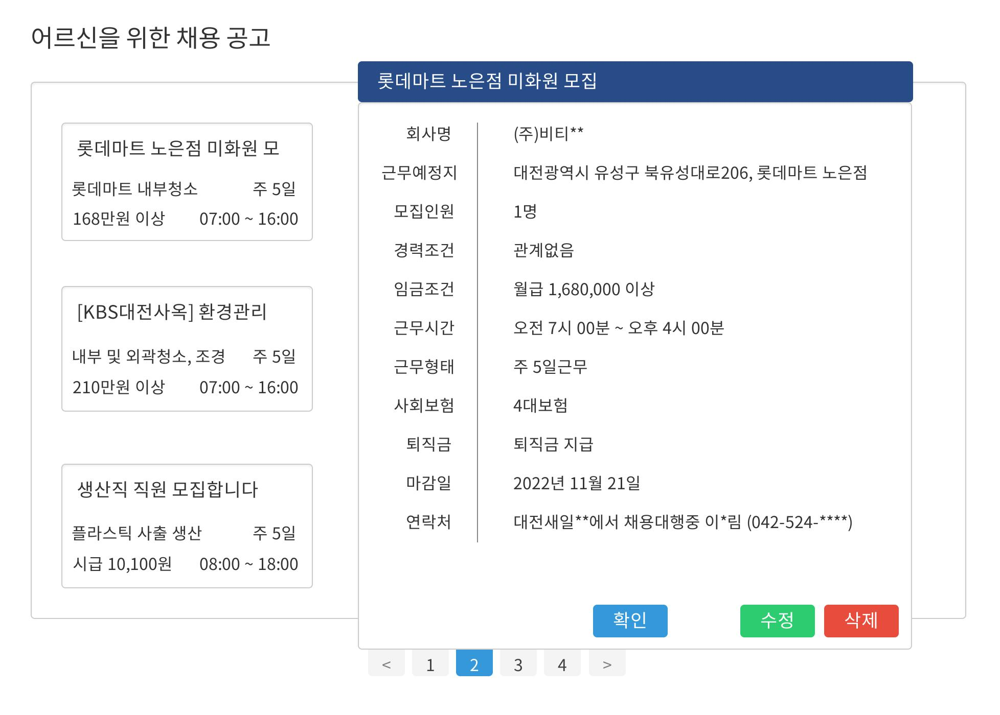 어르신을 위한 채용 공고
롯데마트 노은점 미화원 모
롯데마트 내부청소 주 5일
168만원 이상 07:00 ~ 16:00
[KBS대전사옥] 환경관리
내부 및 외곽청소, 조경 주 5일
210만원 이상 07:00 ~ 16:00
생산직 직원 모집합니다
플라스틱 사출 생산 주 5일
시급 10,100원 08:00 ~ 18:00
롯데마트 노은점 미화원 모집
회사명 (주)비티**
근무예정지 대전광역시 유성구 북유성대로206, 롯데마트 노은점
모집인원 1명
경력조건 관계없음
임금조건 월급 1,680,000 이상
근무시간 오전 7시 00분 ~ 오후 4시 00분
근무형태 주 5일근무
사회보험 4대보험
퇴직금 퇴직금 지급
마감일 2022년 11월 21일
연락처 대전새일**에서 채용대행중 이*림 (042-524-****)
확인 수정 삭제
< 1 2 3 4 >